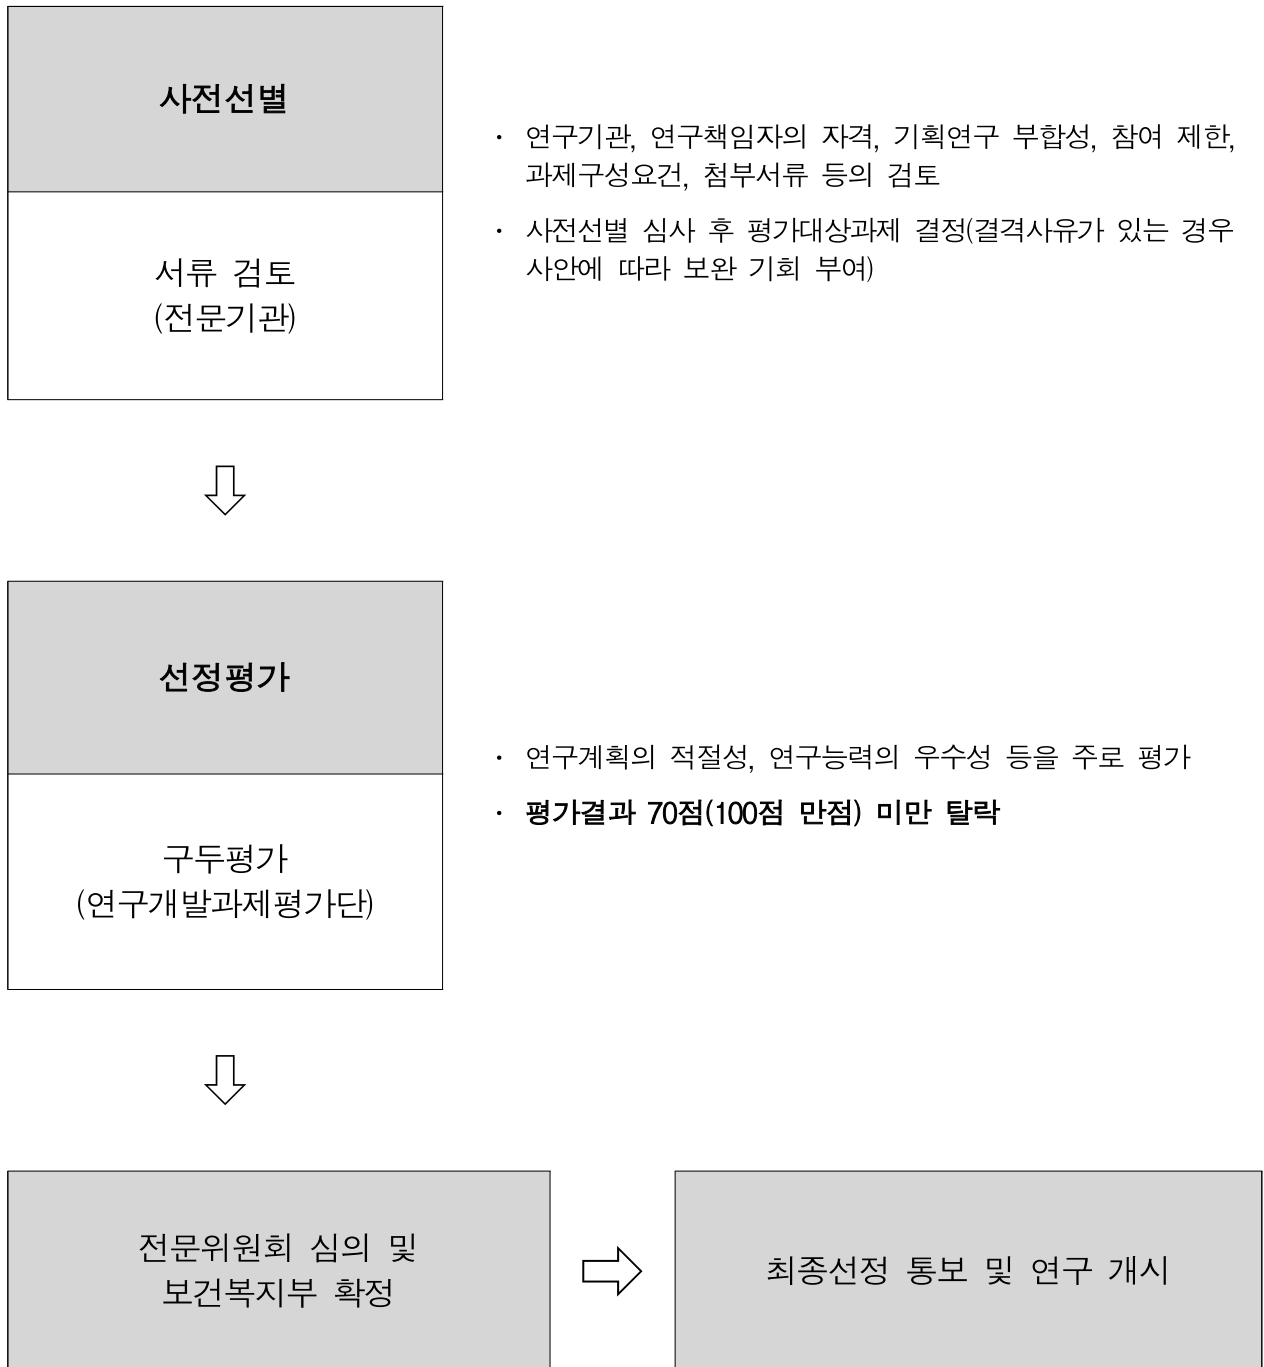 사전선별
서류 검토
(전문기관)
· 연구기관, 연구책임자의 자격, 기획연구 부합성, 참여 제한,
과제구성요건, 첨부서류 등의 검토
· 사전선별 심사 후 평가대상과제 결정(결격사유가 있는 경우
사안에 따라 보완 기회 부여)
선정평가
구두평가
(연구개발과제평가단)
· 연구계획의 적절성, 연구능력의 우수성 등을 주로 평가
· 평가결과 70점(100점 만점) 미만 탈락
전문위원회 심의 및
보건복지부 확정
최종선정 통보 및 연구 개시